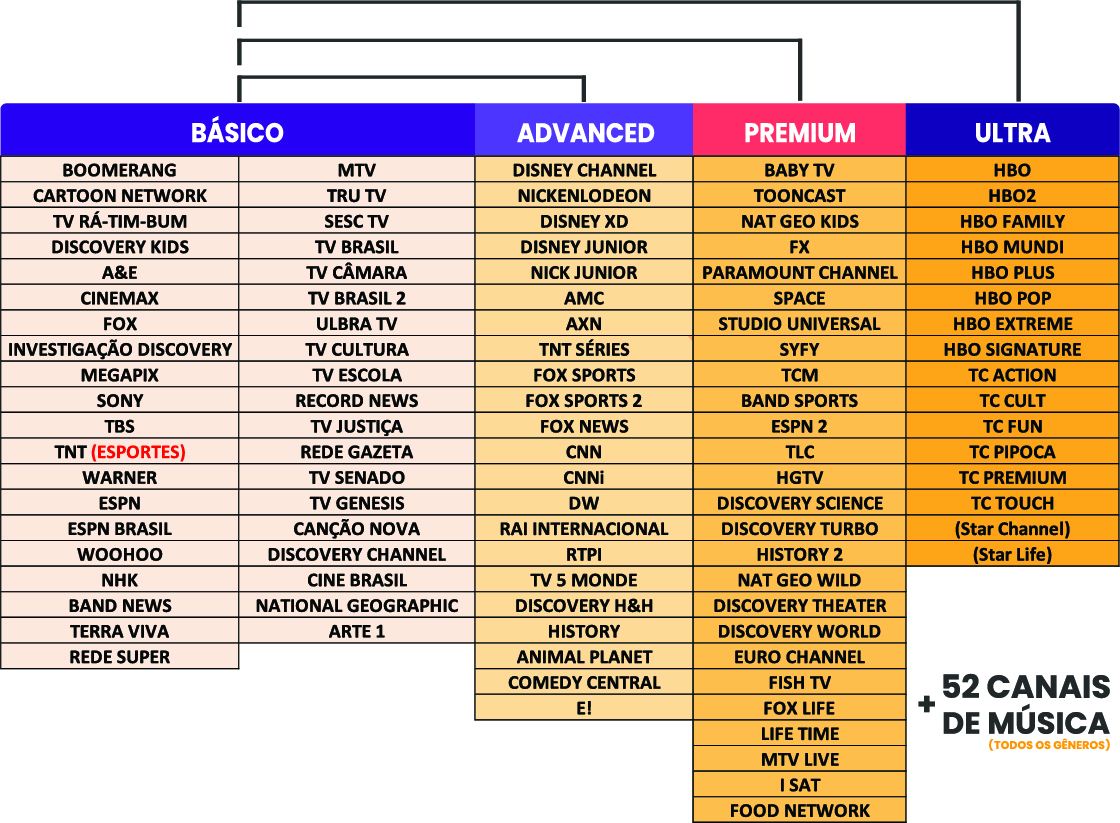 BÁSICO
BOOMERANG
CARTOON NETWORK
TV RÁ-TIM-BUM
DISCOVERY KIDS
A&E
CINEMAX
FOX
INVESTIGAÇÃO DISCOVERY
MEGAPIX
SONY
TBS
TNT (ESPORTES)
WARNER
ESPN
ESPN BRASIL
WOOHOO
NHK
BAND NEWS
TERRA VIVA
REDE SUPER
MTV
TRU TV
SESC TV
TV BRASIL
TV CÂMARA
TV BRASIL 2
ULBRA TV
TV CULTURA
TV ESCOLA
RECORD NEWS
TV JUSTIÇA
REDE GAZETA
TV SENADO
TV GENESIS
CANÇÃO NOVA
DISCOVERY CHANNEL
CINE BRASIL
NATIONAL GEOGRAPHIC
ARTE 1
ADVANCED
DISNEY CHANNEL
NICKENLODEON
DISNEY XD
DISNEY JUNIOR
NICK JUNIOR
AMC
AXN
TNT SÉRIES
FOX SPORTS
FOX SPORTS 2
FOX NEWS
CNN
CNNi
DW
RAI INTERNACIONAL
RTPI
TV 5 MONDE
DISCOVERY H&H
HISTORY
ANIMAL PLANET
COMEDY CENTRAL
E!
PREMIUM
BABY TV
TOONCAST
NAT GEO KIDS
FX
PARAMOUNT CHANNEL
SPACE
STUDIO UNIVERSAL
SYFY
TCM
BAND SPORTS
ESPN 2
TLC
HGTV
DISCOVERY SCIENCE
DISCOVERY TURBO
HISTORY 2
NAT GEO WILD
DISCOVERY THEATER
DISCOVERY WORLD
EURO CHANNEL
FISH TV
FOX LIFE
LIFE TIME
MTV LIVE
I SAT
FOOD NETWORK
ULTRA
HBO
HBO2
HBO FAMILY
HBO MUNDI
HBO PLUS
HBO POP
HBO EXTREME
HBO SIGNATURE
TC ACTION
TC CULT
TC FUN
TC PIPOCA
TC PREMIUM
TC TOUCH
(Star Channel)
(Star Life)
+ 52 CANAIS
DE MÚSICA
(TODOS OS GÊNEROS)